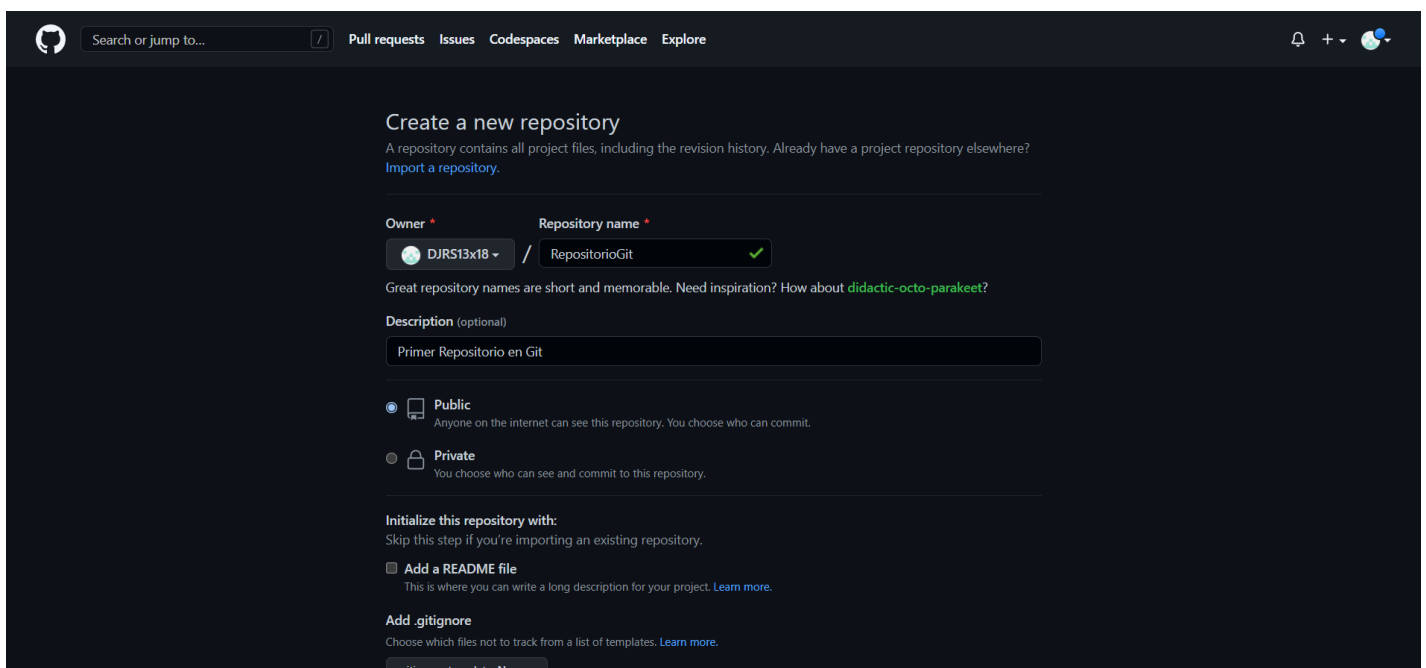 Search or jump to... / Pull requests Issues Codespaces Marketplace Explore
Create a new repository
A repository contains all project files, including the revision history. Already have a project repository elsewhere?
Import a repository.
Owner * Repository name *
DJRS13x18 / RepositorioGit
Great repository names are short and memorable. Need inspiration? How about didactic-octo-parakeet?
Description (optional)
Primer Repositorio en Git
Public
Anyone on the internet can see this repository. You choose who can commit.
Private
You choose who can see and commit to this repository.
Initialize this repository with:
Skip this step if you're importing an existing repository.
Add a README file
This is where you can write a long description for your project. Learn more.
Add .gitignore
Choose which files not to track from a list of templates. Learn more.